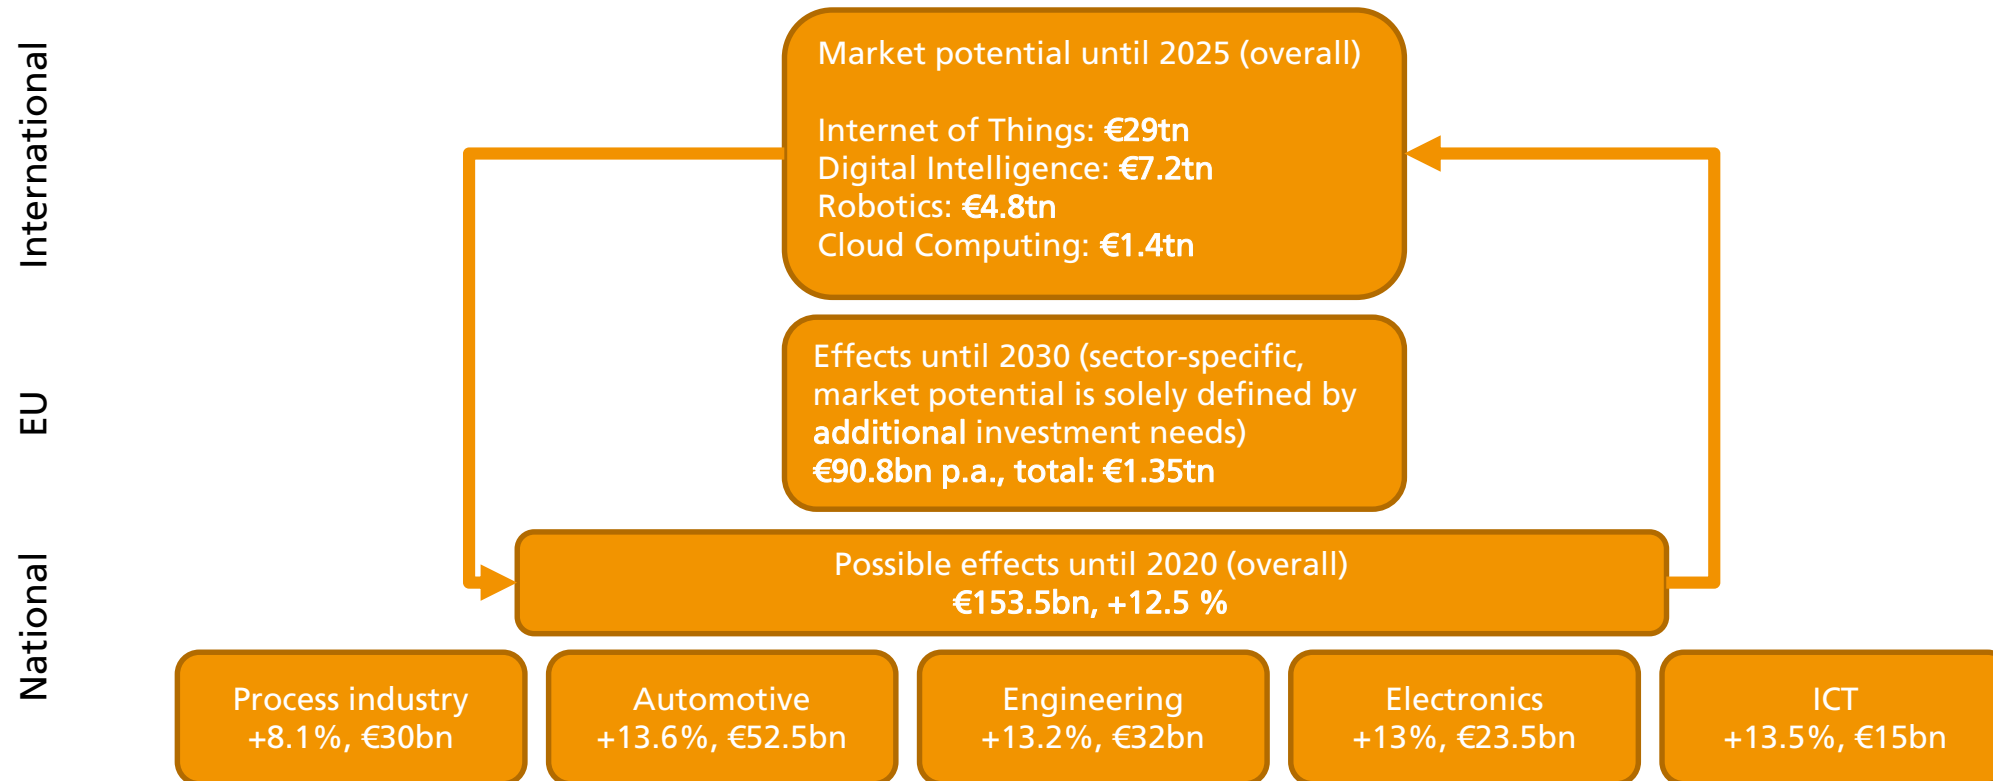 International
Market potential until 2025 (overall)
Internet of Things: €29tn
Digital Intelligence: €7.2tn
Robotics: €4.8tn
Cloud Computing: €1.4tn
EU
Effects until 2030 (sector-specific,
market potential is solely defined by
additional investment needs)
€90.8bn p.a., total: €1.35tn
National
Possible effects until 2020 (overall)
€153.5bn, +12.5 %
Process industry
+8.1%, €30bn
Automotive
+13.6%, €52.5bn
Engineering
+13.2%, €32bn
Electronics
+13%, €23.5bn
ICT
+13.5%, €15bn